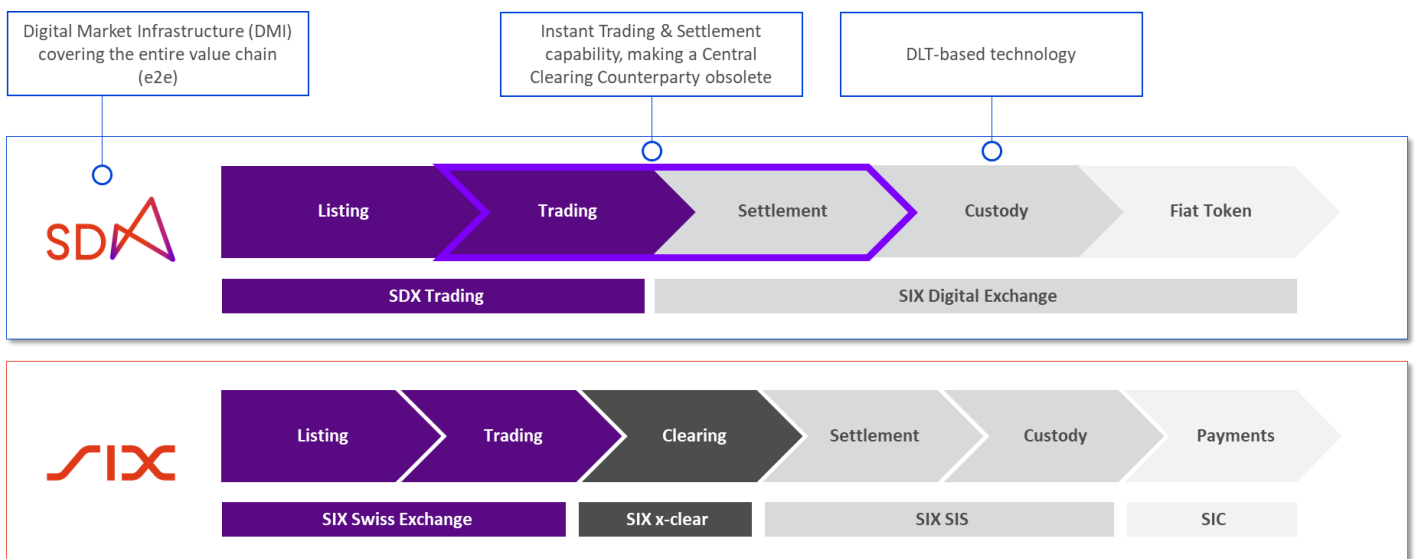 Digital Market Infrastructure (DMI)
covering the entire value chain
(e2e)
Instant Trading & Settlement
capability, making a Central
Clearing Counterparty obsolete
DLT-based technology
SDX
Listing
Trading
Settlement
Custody
Fiat Token
SDX Trading
SIX Digital Exchange
SIX
Listing
Trading
Clearing
Settlement
Custody
Payments
SIX Swiss Exchange
SIX x-clear
SIX SIS
SIC